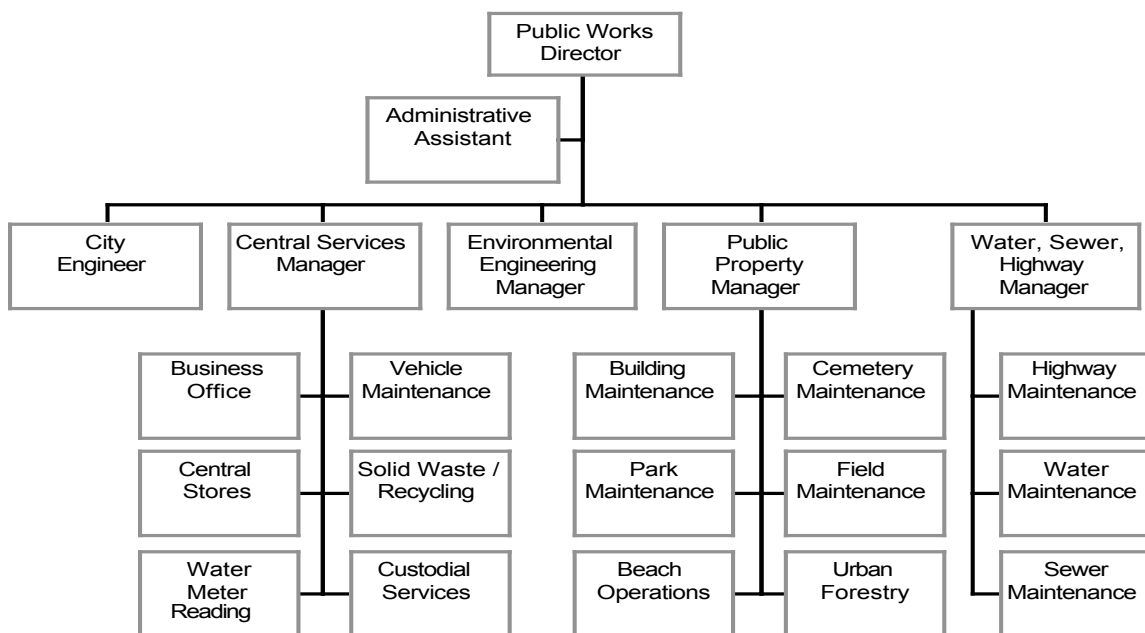 Public Works
Director
Administrative
Assistant
City
Engineer
Central Services
Manager
Environmental
Engineering
Manager
Public
Property
Manager
Water, Sewer,
Highway
Manager
Business
Office
Vehicle
Maintenance
Building
Maintenance
Cemetery
Maintenance
Highway
Maintenance
Central
Stores
Solid Waste /
Recycling
Park
Maintenance
Field
Maintenance
Water
Maintenance
Water
Meter
Reading
Custodial
Services
Beach
Operations
Urban
Forestry
Sewer
Maintenance